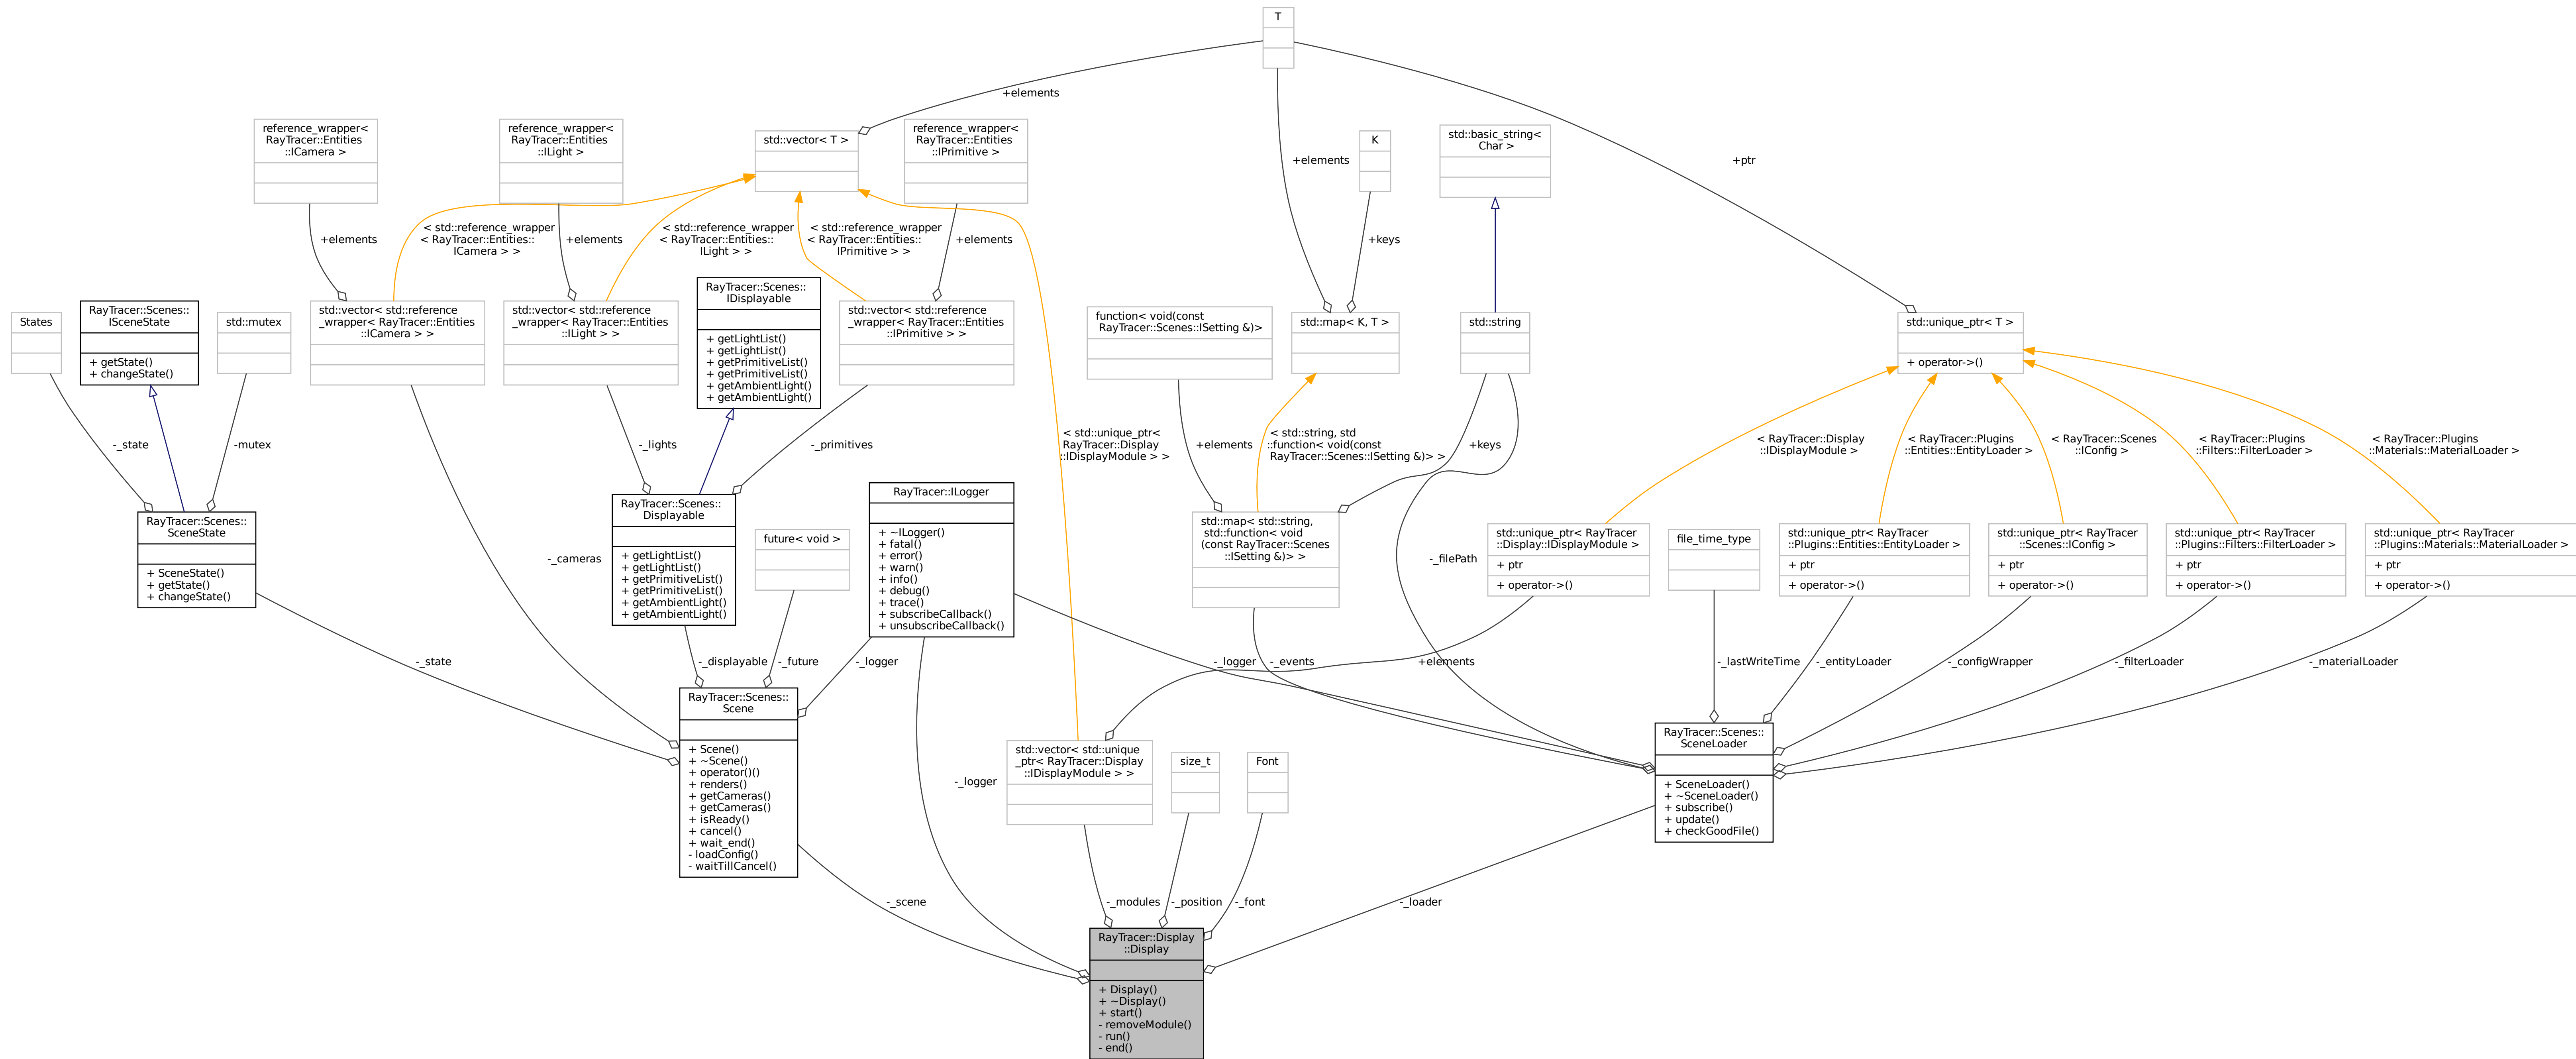 T
+elements
reference_wrapper<
RayTracer::Entities
::ICamera >
reference_wrapper<
RayTracer::Entities
::ILight >
std::vector< T >
reference_wrapper<
RayTracer::Entities
::IPrimitive >
+elements
K
std::basic_string<
Char >
+ptr
+elements
< std::reference_wrapper
< RayTracer::Entities::
ICamera > >
+elements
< std::reference_wrapper
< RayTracer::Entities::
ILight > >
< std::reference_wrapper
< RayTracer::Entities::
IPrimitive > >
+elements
+keys
States
RayTracer::Scenes::
ISceneState
+ getState()
+ changeState()
std::mutex
std::vector< std::reference
_wrapper< RayTracer::Entities
::ICamera > >
std::vector< std::reference
_wrapper< RayTracer::Entities
::ILight > >
RayTracer::Scenes::
IDisplayable
+ getLightList()
+ getLightList()
+ getPrimitiveList()
+ getPrimitiveList()
+ getAmbientLight()
+ getAmbientLight()
std::vector< std::reference
_wrapper< RayTracer::Entities
::IPrimitive > >
function< void(const
RayTracer::Scenes::ISetting &)>
std::map< K, T >
std::string
std::unique_ptr< T >
+ operator->()
-_state
-mutex
-_lights
-_primitives
< std::unique_ptr<
RayTracer::Display
::IDisplayModule > >
+elements
< std::string, std
::function< void(const
RayTracer::Scenes::ISetting &)> >
+keys
< RayTracer::Display
::IDisplayModule >
< RayTracer::Plugins
::Entities::EntityLoader >
< RayTracer::Scenes
::IConfig >
< RayTracer::Plugins
::Filters::FilterLoader >
< RayTracer::Plugins
::Materials::MaterialLoader >
RayTracer::Scenes::
SceneState
+ SceneState()
+ getState()
+ changeState()
-_cameras
RayTracer::Scenes::
Displayable
+ getLightList()
+ getLightList()
+ getPrimitiveList()
+ getPrimitiveList()
+ getAmbientLight()
+ getAmbientLight()
future< void >
RayTracer::ILogger
+ ~ILogger()
+ fatal()
+ error()
+ warn()
+ info()
+ debug()
+ trace()
+ subscribeCallback()
+ unsubscribeCallback()
std::map< std::string,
std::function< void
(const RayTracer::Scenes
::ISetting &)> >
-_filePath
std::unique_ptr< RayTracer
::Display::IDisplayModule >
+ ptr
+ operator->()
file_time_type
std::unique_ptr< RayTracer
::Plugins::Entities::EntityLoader >
+ ptr
+ operator->()
std::unique_ptr< RayTracer
::Scenes::IConfig >
+ ptr
+ operator->()
std::unique_ptr< RayTracer
::Plugins::Filters::FilterLoader >
+ ptr
+ operator->()
std::unique_ptr< RayTracer
::Plugins::Materials::MaterialLoader >
+ ptr
+ operator->()
-_state
-_displayable
-_future
-_logger
-_logger
-_events
+elements
-_lastWriteTime
-_entityLoader
-_configWrapper
-_filterLoader
-_materialLoader
RayTracer::Scenes::
Scene
+ Scene()
+ ~Scene()
+ operator()()
+ renders()
+ getCameras()
+ getCameras()
+ isReady()
+ cancel()
+ wait_end()
- loadConfig()
- waitTillCancel()
-_logger
std::vector< std::unique
_ptr< RayTracer::Display
::IDisplayModule > >
size_t
Font
RayTracer::Scenes::
SceneLoader
+ SceneLoader()
+ ~SceneLoader()
+ subscribe()
+ update()
+ checkGoodFile()
-_scene
-_modules
-_position
-_font
-_loader
RayTracer::Display
::Display
+ Display()
+ ~Display()
+ start()
- removeModule()
- run()
- end()